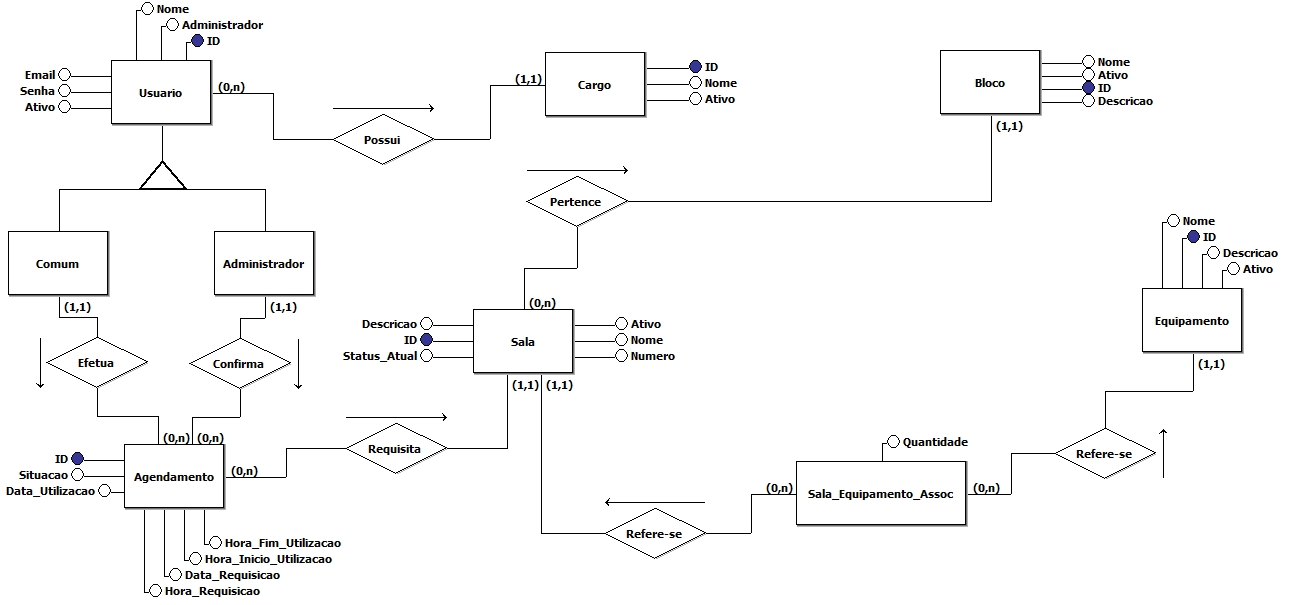 Nome
Administrador
ID
Email
Senha
Ativo
Usuario
(0,n)
Possui
(1,1)
Cargo
ID
Nome
Ativo
Bloco
Nome
Ativo
ID
Descricao
(1,1)
Pertence
Comum
(1,1)
Administrador
(1,1)
Efetua
Confirma
(0,n)
Descricao
ID
Status_Atual
Sala
Ativo
Nome
Numero
(1,1)
(1,1)
Nome
ID
Descricao
Ativo
Equipamento
(1,1)
(0,n)
(0,n)
ID
Situacao
Data_Utilizacao
Agendamento
(0,n)
Requisita
Hora_Fim_Utilizacao
Hora_Inicio_Utilizacao
Data_Requisicao
Hora_Requisicao
Quantidade
(0,n)
Sala_Equipamento_Assoc
(0,n)
Refere-se
Refere-se